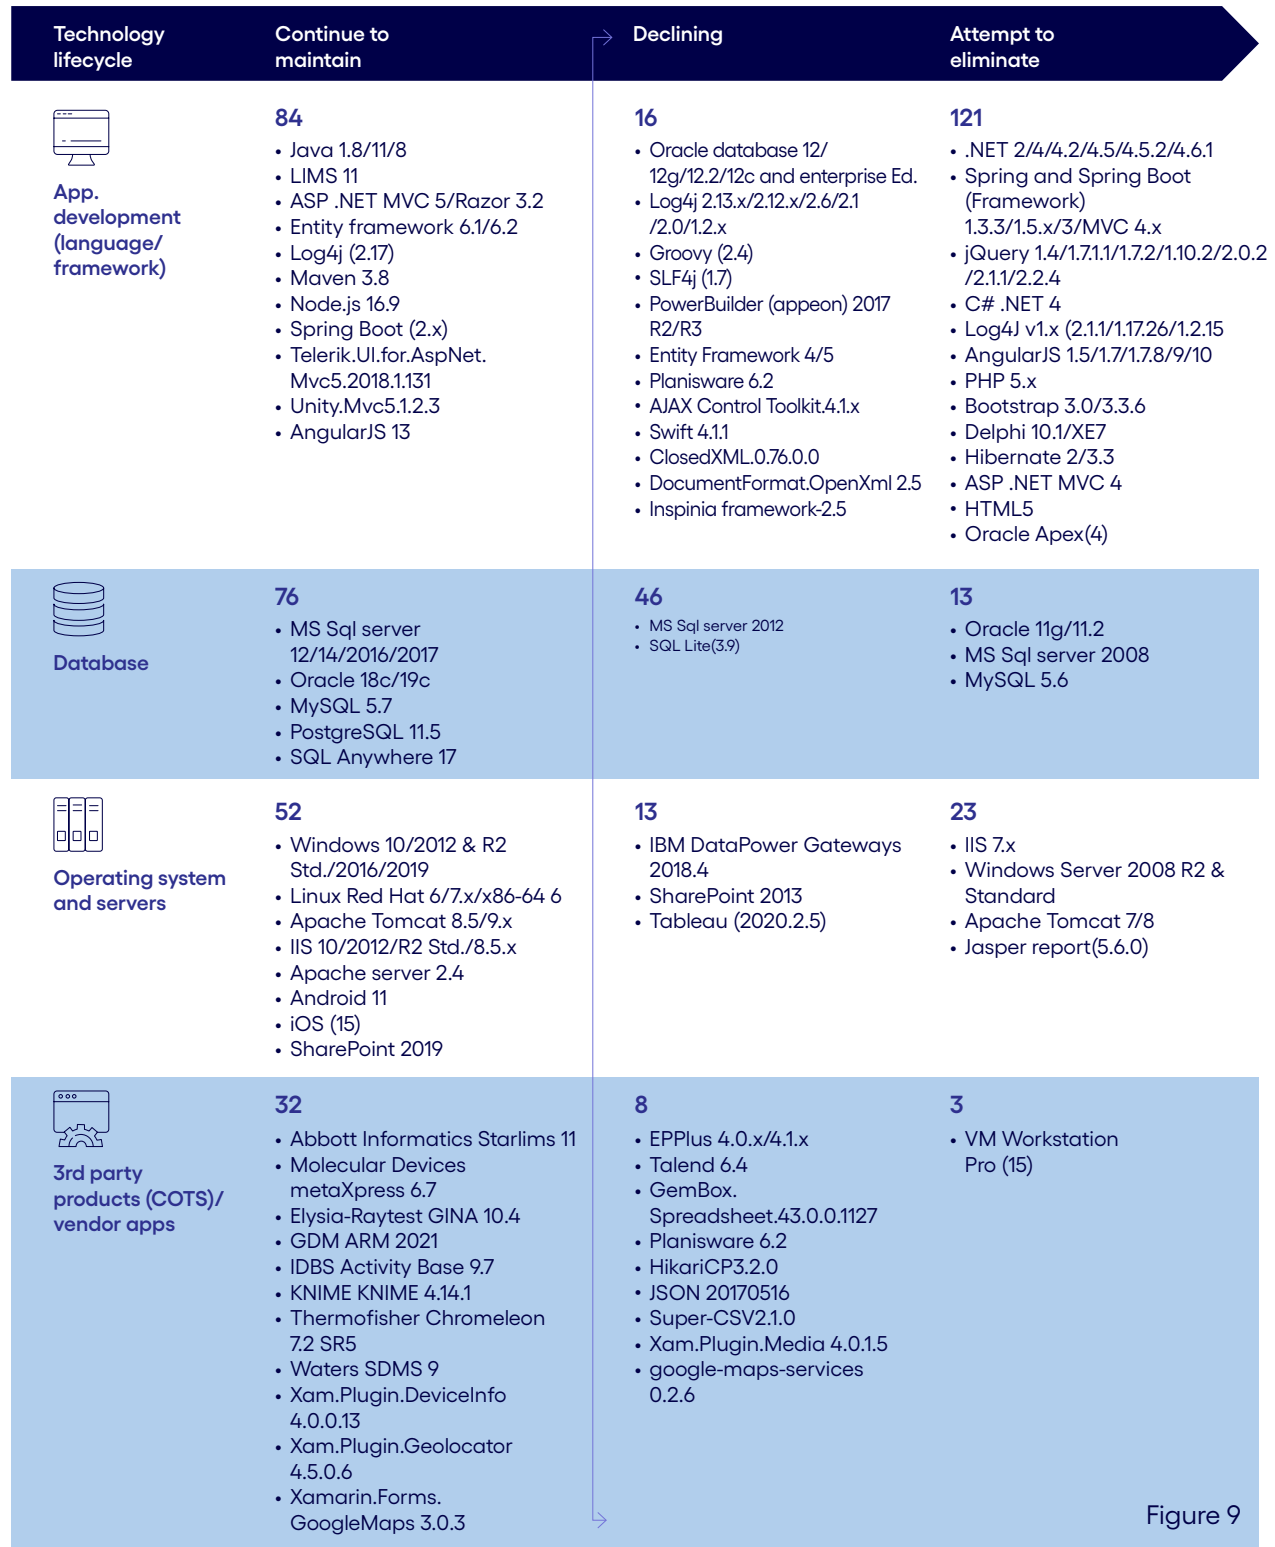 Technology
lifecycle
Continue to
maintain
Declining
Attempt to
eliminate
App.
development
(language/
framework)
84
• Java 1.8/11/8
• LIMS 11
• ASP .NET MVC 5/Razor 3.2
• Entity framework 6.1/6.2
• Log4j (2.17)
• Maven 3.8
• Node.js 16.9
• Spring Boot (2.x)
• Telerik.UI.for.AspNet.
Mvc5.2018.1.131
• Unity.Mvc5.1.2.3
• AngularJS 13
16
• Oracle database 12/
12g/12.2/12c and enterprise Ed.
• Log4j 2.13.x/2.12.x/2.6/2.1
/2.0/1.2.x
• Groovy (2.4)
• SLF4j (1.7)
• PowerBuilder (appeon) 2017
R2/R3
• Entity Framework 4/5
• Planisware 6.2
• AJAX Control Toolkit.4.1.x
• Swift 4.1.1
• ClosedXML.0.76.0.0
• DocumentFormat.OpenXml 2.5
• Inspinia framework-2.5
121
• .NET 2/4/4.2/4.5/4.5.2/4.6.1
• Spring and Spring Boot
(Framework)
1.3.3/1.5.x/3/MVC 4.x
• jQuery 1.4/1.7.1.1/1.7.2/1.10.2/2.0.2
/2.1.1/2.2.4
• C# .NET 4
• Log4J v1.x (2.1.1/1.17.26/1.2.15
• AngularJS 1.5/1.7/1.7.8/9/10
• PHP 5.x
• Bootstrap 3.0/3.3.6
• Delphi 10.1/XE7
• Hibernate 2/3.3
• ASP .NET MVC 4
• HTML5
• Oracle Apex(4)
Database
76
• MS Sql server
12/14/2016/2017
• Oracle 18c/19c
• MySQL 5.7
• PostgreSQL 11.5
• SQL Anywhere 17
46
• MS Sql server 2012
• SQL Lite(3.9)
13
• Oracle 11g/11.2
• MS Sql server 2008
• MySQL 5.6
Operating system
and servers
52
• Windows 10/2012 & R2
Std./2016/2019
• Linux Red Hat 6/7.x/x86-64 6
• Apache Tomcat 8.5/9.x
• IIS 10/2012/R2 Std./8.5.x
• Apache server 2.4
• Android 11
• iOS (15)
• SharePoint 2019
13
• IBM DataPower Gateways
2018.4
• SharePoint 2013
• Tableau (2020.2.5)
23
• IIS 7.x
• Windows Server 2008 R2 &
Standard
• Apache Tomcat 7/8
• Jasper report(5.6.0)
3rd party
products (COTS)/
vendor apps
32
• Abbott Informatics Starlims 11
• Molecular Devices
metaXpress 6.7
• Elysia-Raytest GINA 10.4
• GDM ARM 2021
• IDBS Activity Base 9.7
• KNIME KNIME 4.14.1
• Thermofisher Chromeleon
7.2 SR5
• Waters SDMS 9
• Xam.Plugin.DeviceInfo
4.0.0.13
• Xam.Plugin.Geolocator
4.5.0.6
• Xamarin.Forms.
GoogleMaps 3.0.3
8
• EPPlus 4.0.x/4.1.x
• Talend 6.4
• GemBox.
Spreadsheet.43.0.0.1127
• Planisware 6.2
• HikariCP3.2.0
• JSON 20170516
• Super-CSV2.1.0
• Xam.Plugin.Media 4.0.1.5
• google-maps-services
0.2.6
3
• VM Workstation
Pro (15)
Figure 9